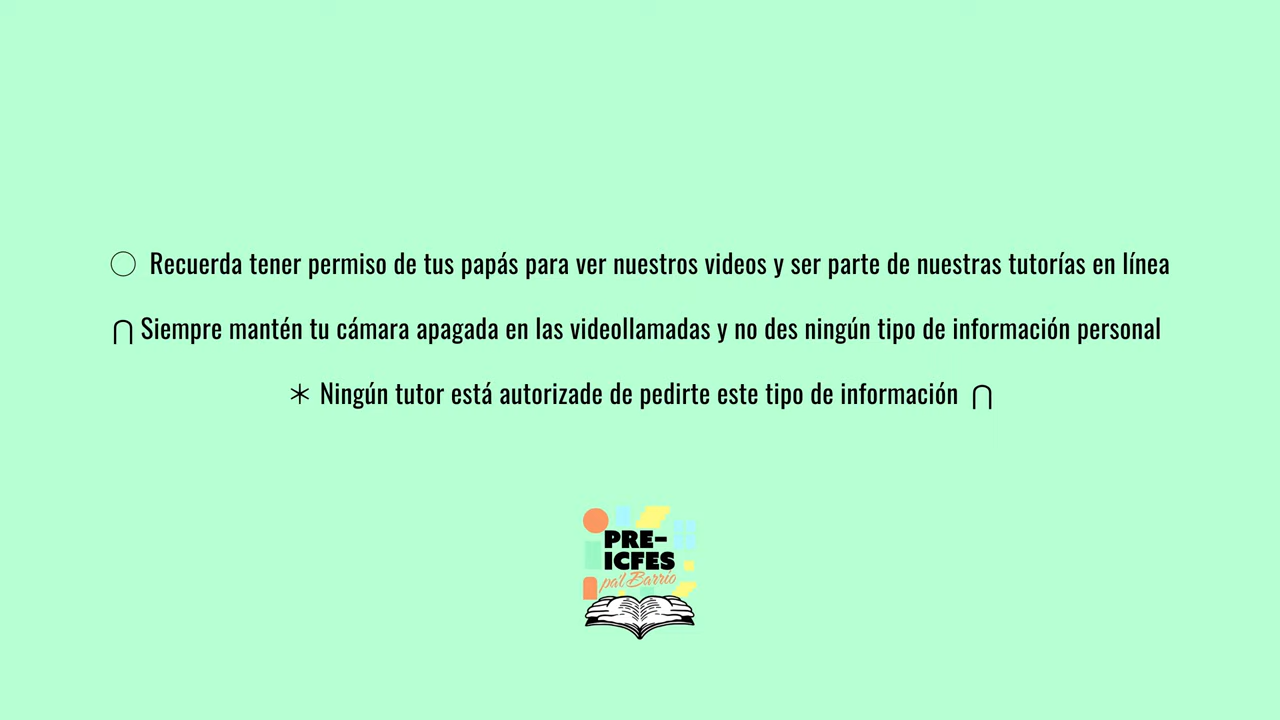 ○ Recuerda tener permiso de tus papás para ver nuestros videos y ser parte de nuestras tutorías en línea
⋂ Siempre mantén tu cámara apagada en las videollamadas y no des ningún tipo de información personal
✳ Ningún tutor está autorizade de pedirte este tipo de información ⋂
PRE-
ICFES
pa'l Barrio